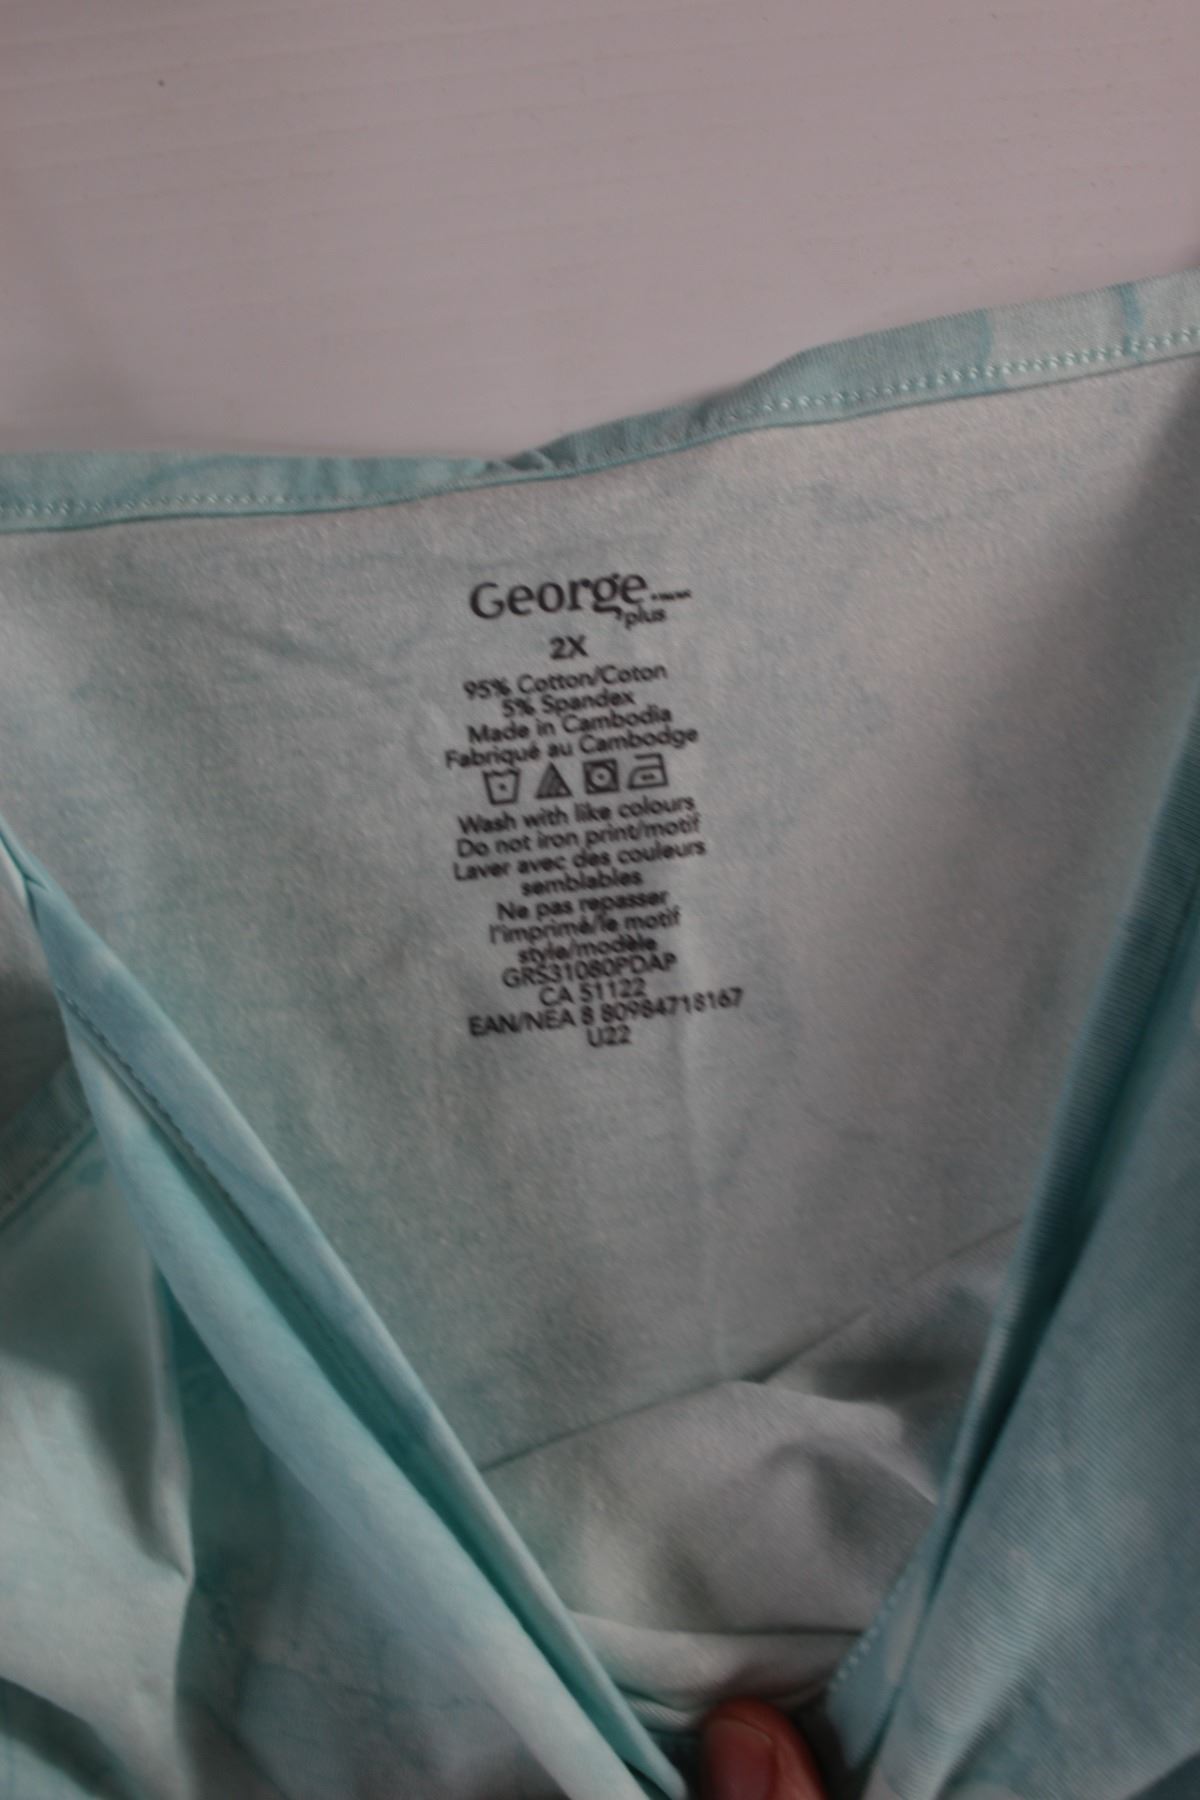 George
plus
2X
95% Cotton/Coton
5% Spandex
Made in Cambodia
Fabriqué au Cambodge
Wash with like colours
Do not iron print/motif
Laver avec des couleurs
semblables
Ne pas repasser
l'imprimé/le motif
style/modèle
GRS31080PDAP
CA 51122
EAN/NEA 8 80984718167
U22